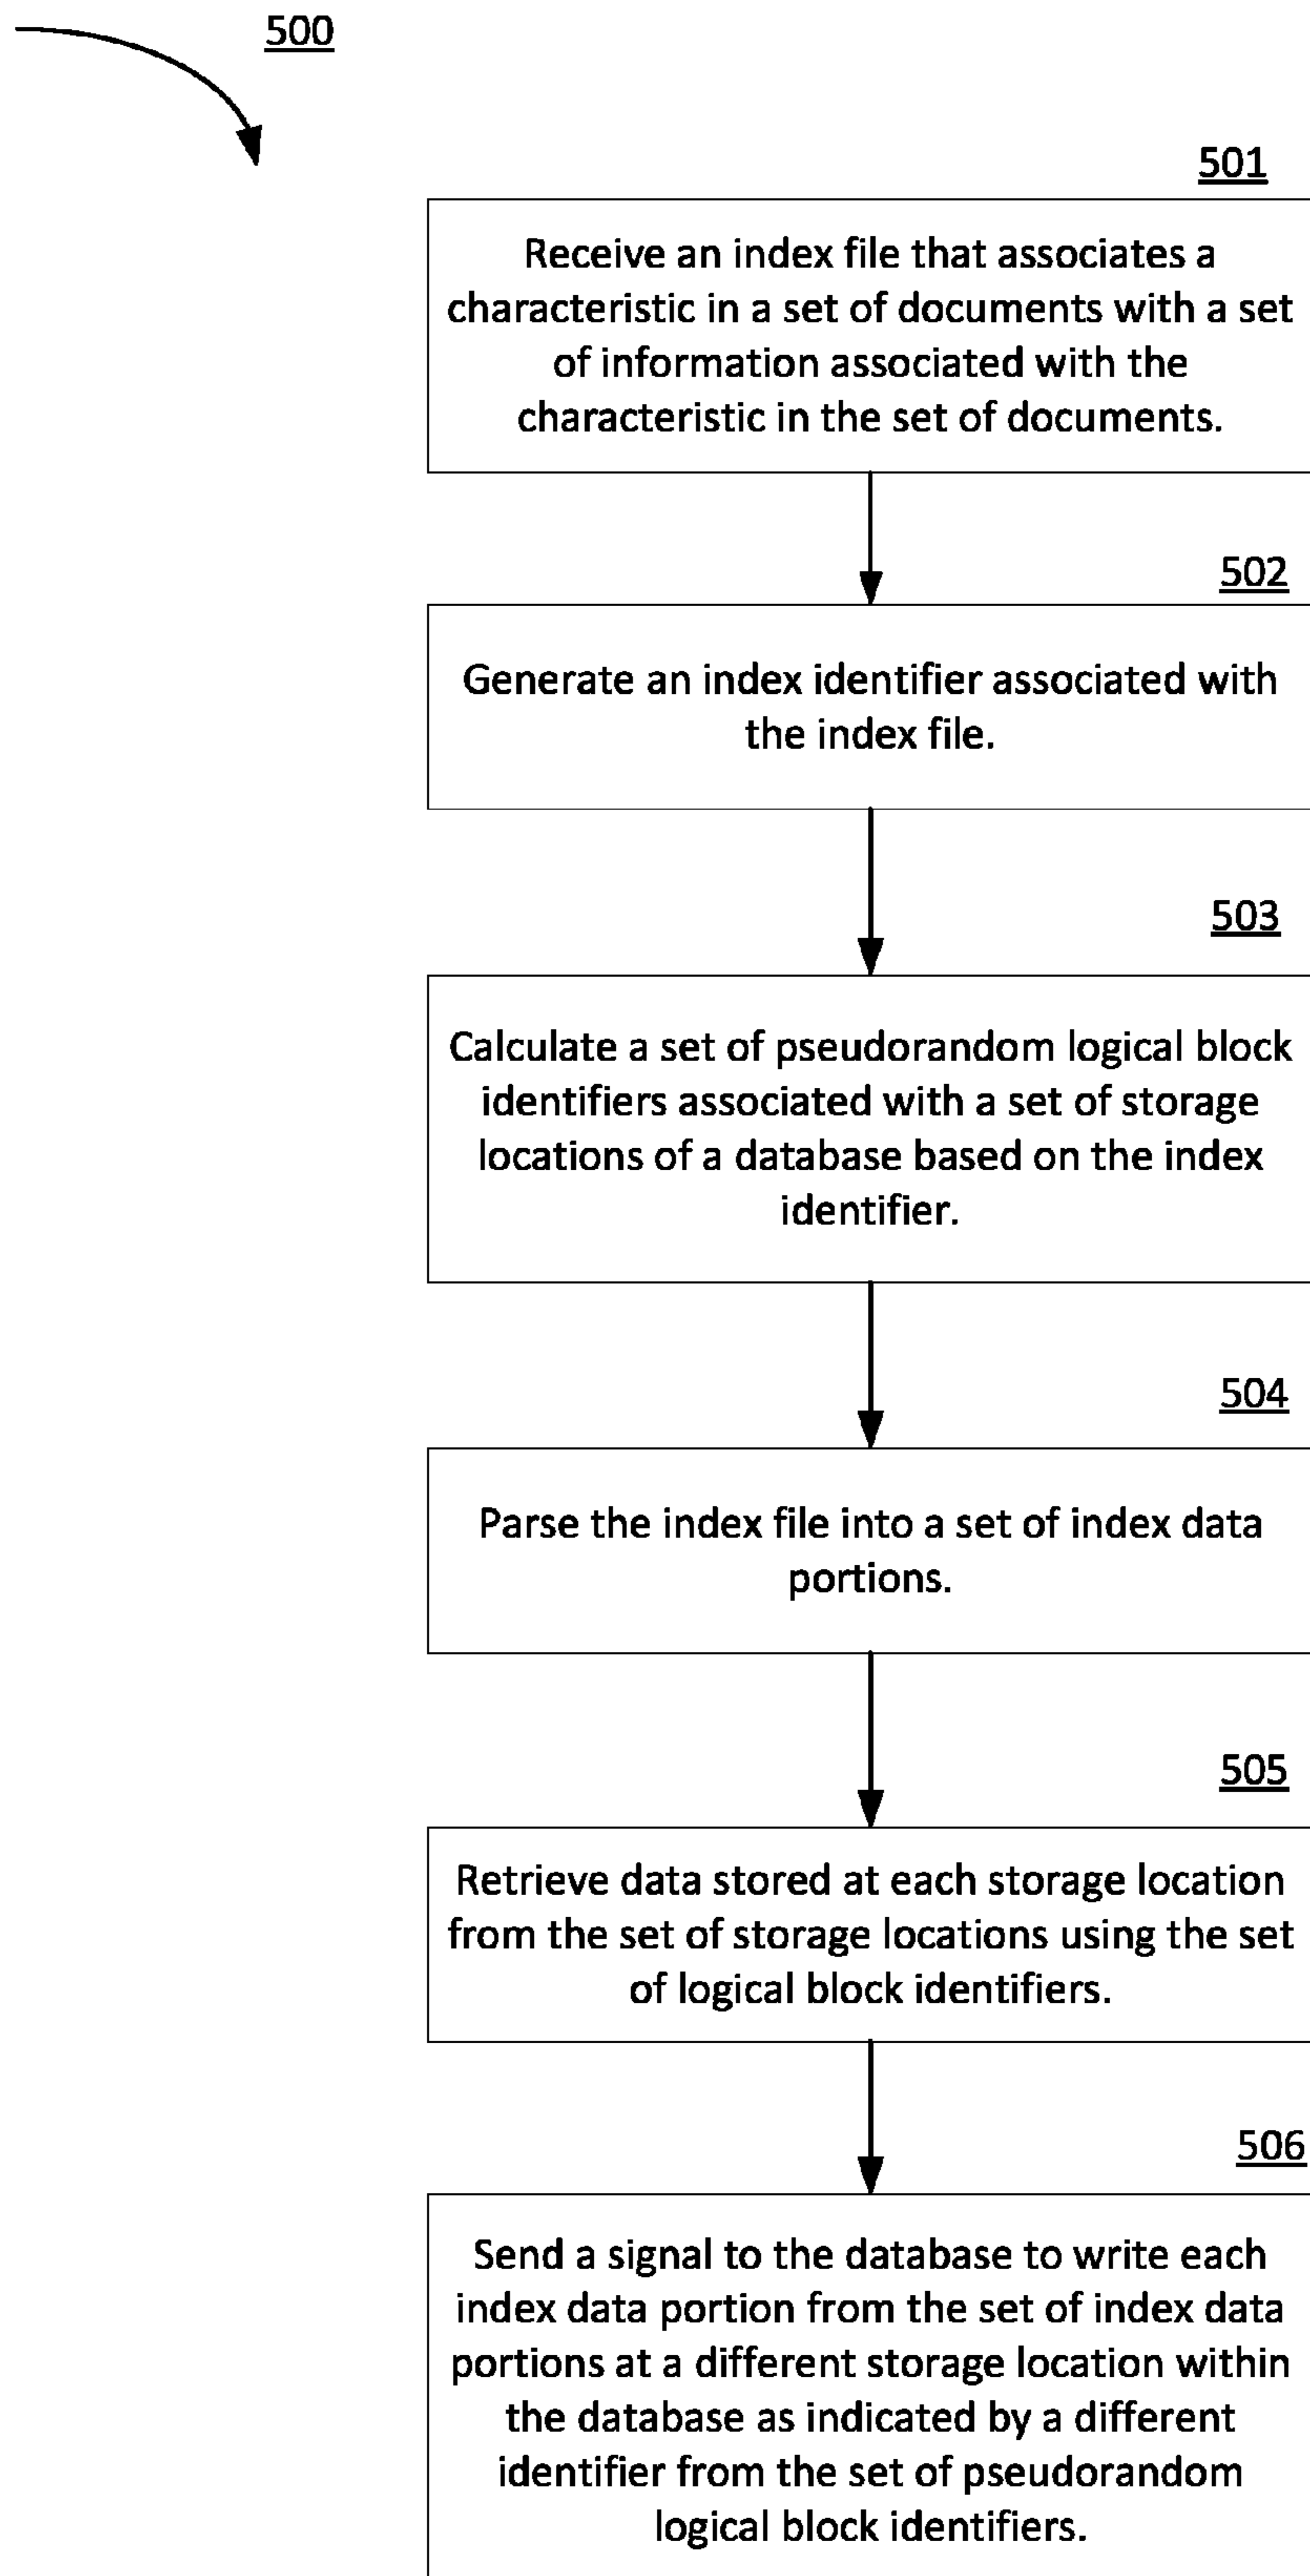 500
501
Receive an index file that associates a
characteristic in a set of documents with a set
of information associated with the
characteristic in the set of documents.
502
Generate an index identifier associated with
the index file.
503
Calculate a set of pseudorandom logical block
identifiers associated with a set of storage
locations of a database based on the index
identifier.
504
Parse the index file into a set of index data
portions.
505
Retrieve data stored at each storage location
from the set of storage locations using the set
of logical block identifiers.
506
Send a signal to the database to write each
index data portion from the set of index data
portions at a different storage location within
the database as indicated by a different
identifier from the set of pseudorandom
logical block identifiers.